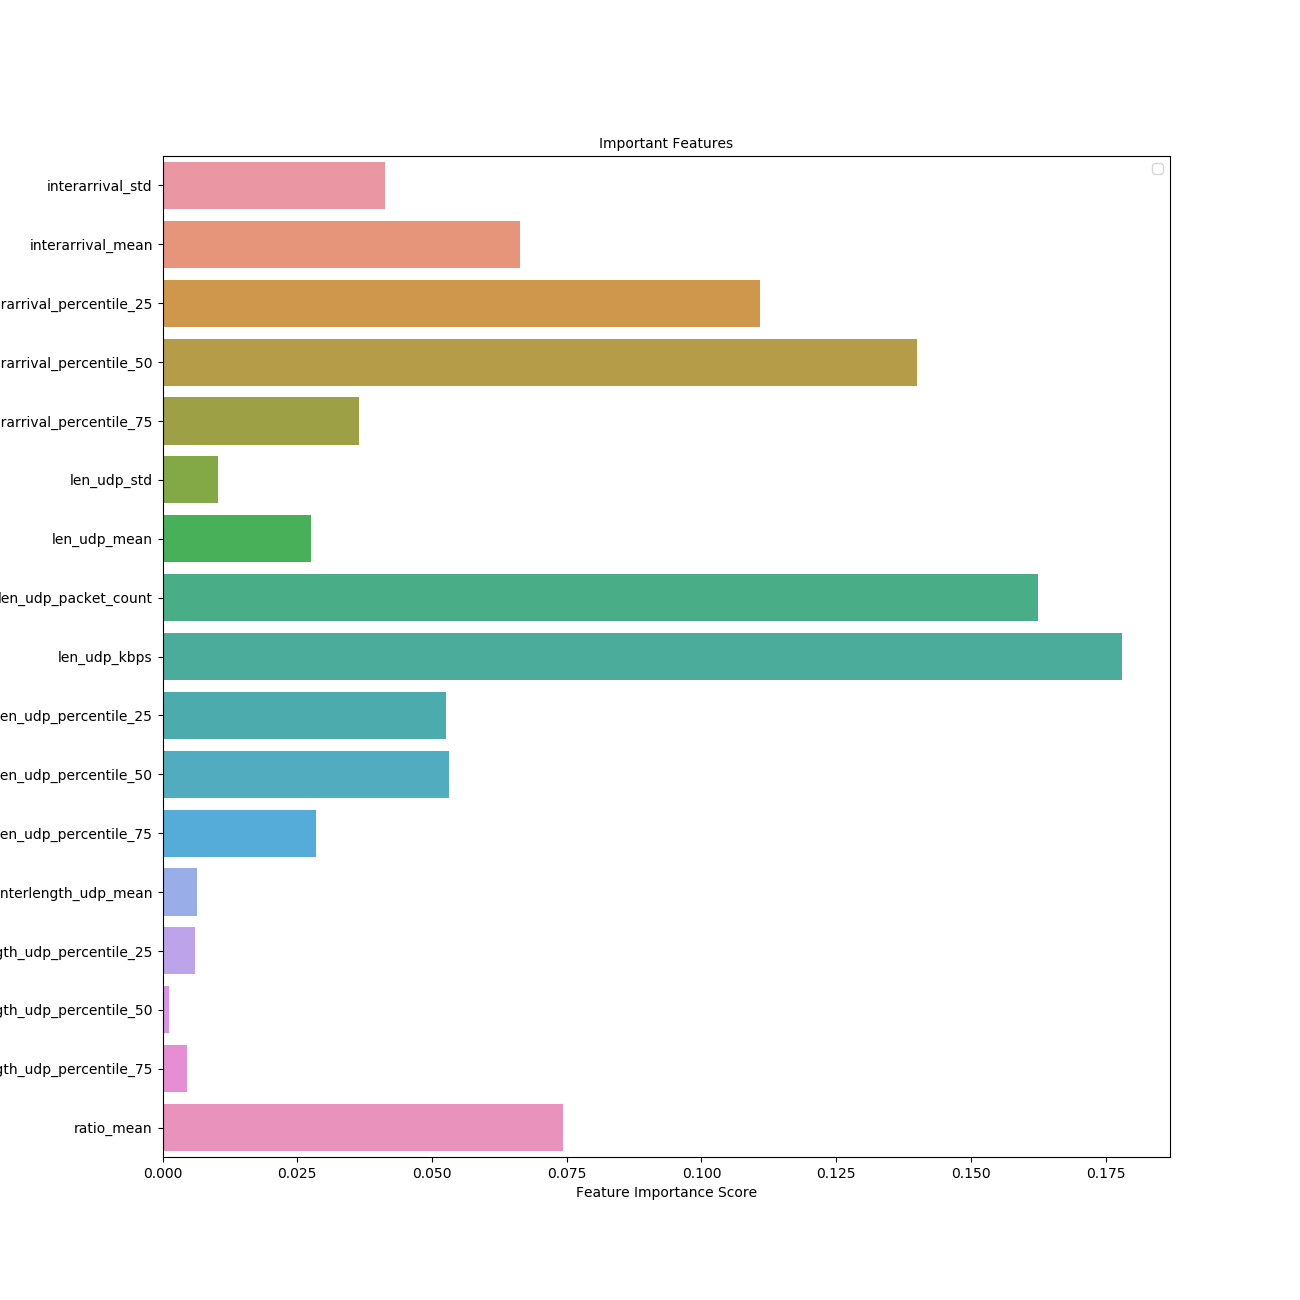 Important Features
interarrival_std
interarrival_mean
rarrival_percentile_25
rarrival_percentile_50
rarrival_percentile_75
len_udp_std
len_udp_mean
len_udp_packet_count
len_udp_kbps
en_udp_percentile_25
en_udp_percentile_50
en_udp_percentile_75
nterlength_udp_mean
gth_udp_percentile_25
gth_udp_percentile_50
gth_udp_percentile_75
ratio_mean
0.000 0.025 0.050 0.075 0.100 0.125 0.150 0.175
Feature Importance Score